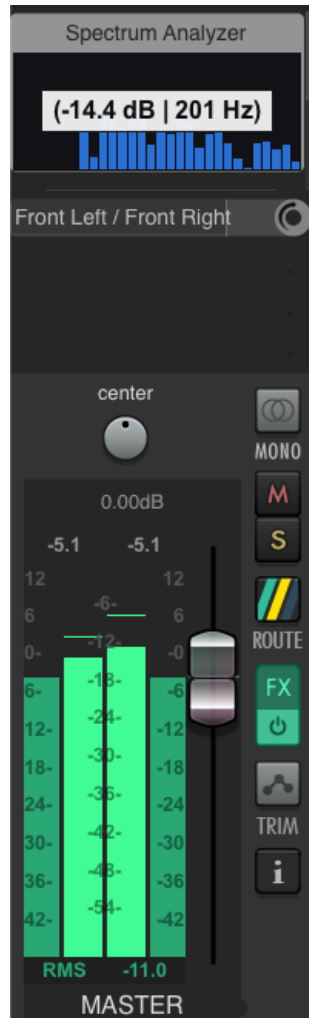 Spectrum Analyzer
(-14.4 dB | 201 Hz)
Front Left / Front Right
center
MONO
0.00dB
M
-5.1 -5.1
S
12 -6- 12
6 6
0- -12- -0
ROUTE
6- -18- -6
FX
-24-
12- -12
-30-
18- -18
-36-
24- -24
TRIM
-42-
30- -30
-48-
36- -36
i
-54-
42- -42
RMS -11.0
MASTER